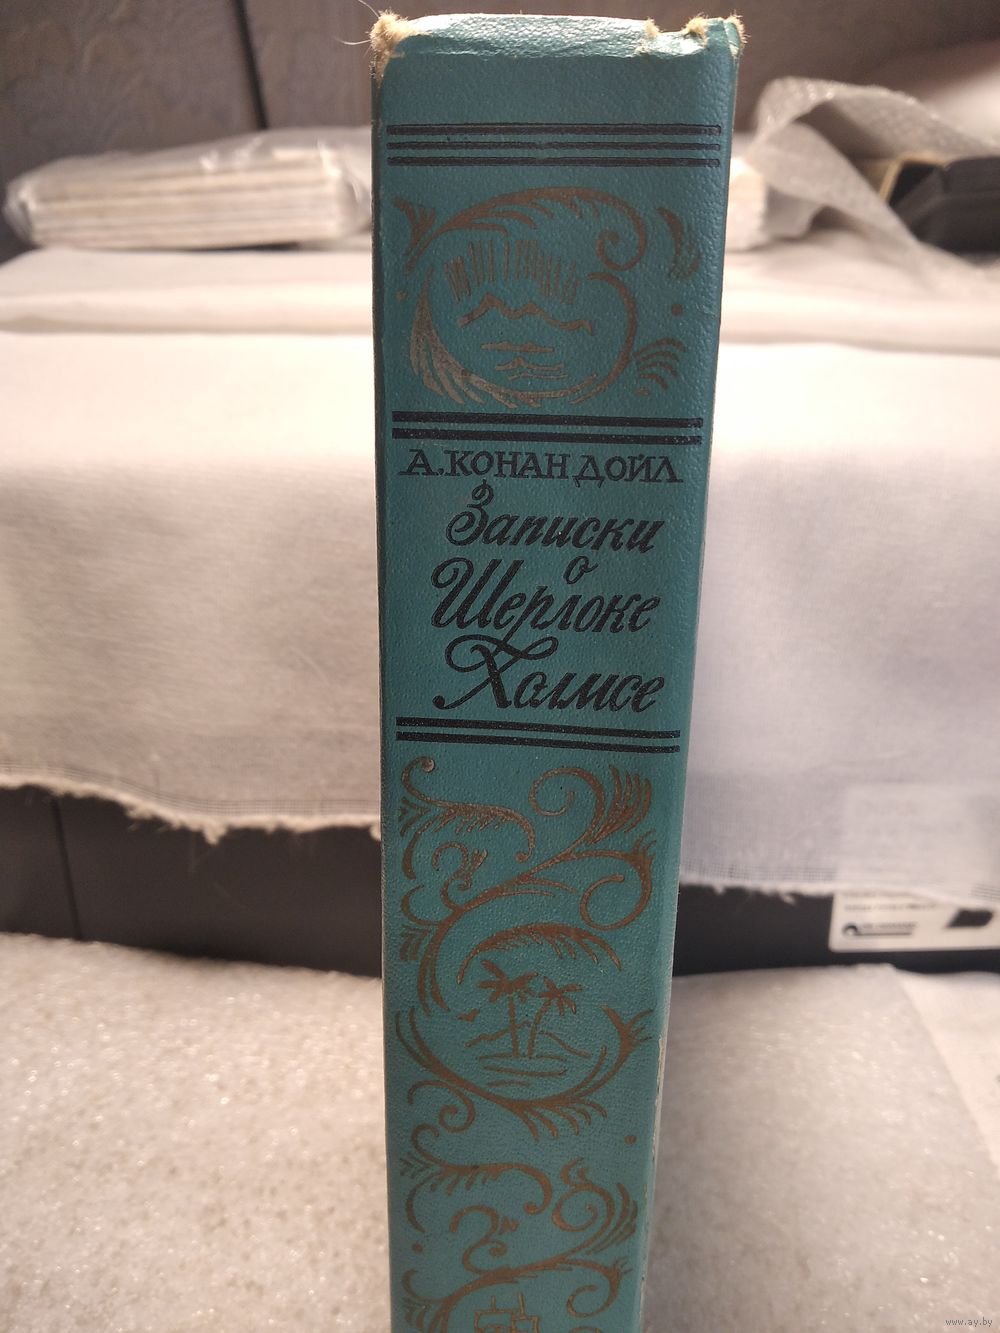 А. КОНАН ДОЙЛ
Записки
о
Шерлоке
Холмсе
www.ay.by